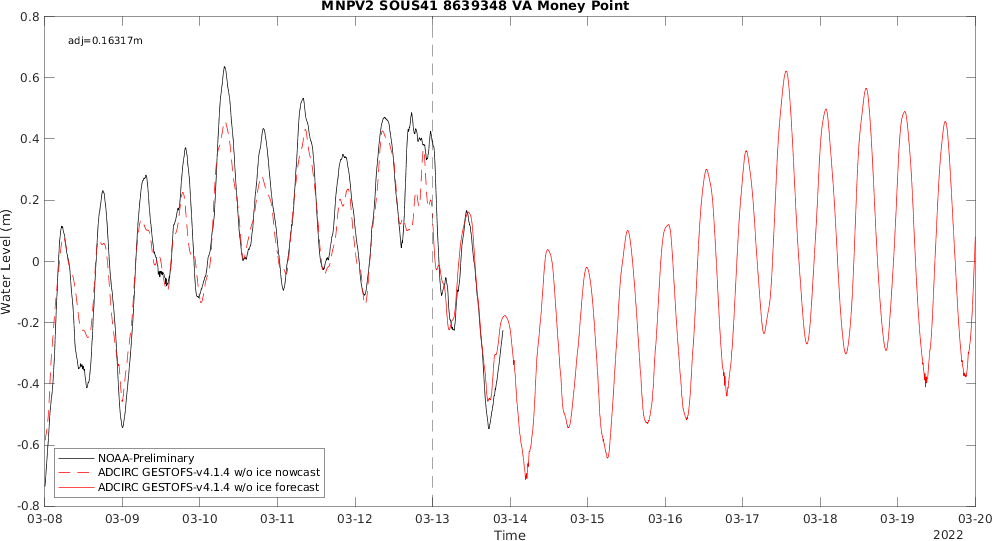 MNPV2 SOUS41 8639348 VA Money Point
adj=0.16317m
0.8
0.6
0.4
0.2
0
-0.2
-0.4
-0.6
-0.8
Water Level (m)
NOAA-Preliminary
ADCIRC GESTOFS-v4.1.4 w/o ice nowcast
ADCIRC GESTOFS-v4.1.4 w/o ice forecast
03-08 03-09 03-10 03-11 03-12 03-13 03-14 03-15 03-16 03-17 03-18 03-19 03-20
Time
2022